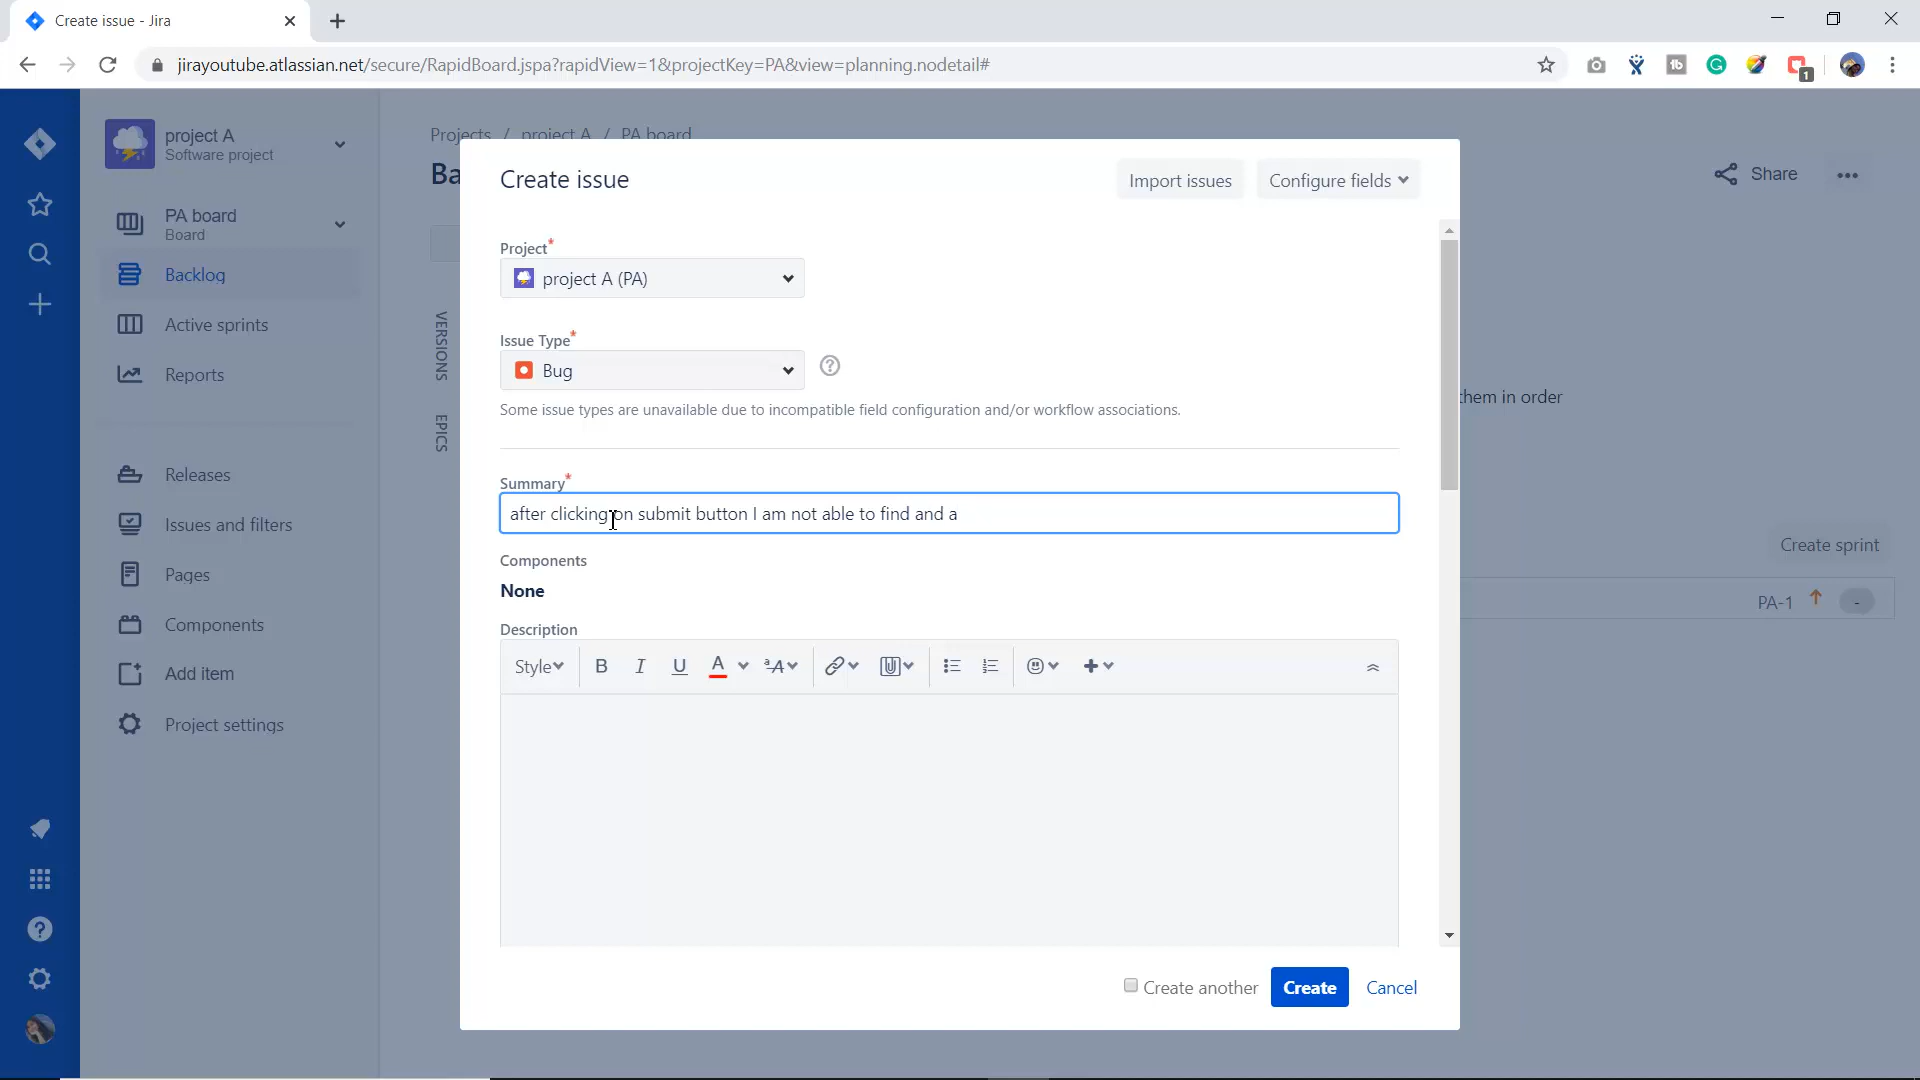 Create issue - Jira
jirayoutube.atlassian.net/secure/RapidBoard.jspa?rapidView=1&projectKey=PA&view=planning.nodetail#
1
project A
Software project
PA board
Board
Backlog
Active sprints
Reports
Releases
Issues and filters
Pages
Components
Add item
Project settings
Projects / project A / PA board
Ba
VERSIONS
EPICS
Share
them in order
Create sprint
PA-1
-
Create issue
Import issues
Configure fields
Project*
project A (PA)
Issue Type*
Bug
Some issue types are unavailable due to incompatible field configuration and/or workflow associations.
Summary*
after clicking on submit button I am not able to find and a
Components
None
Description
Style
B I U A ªA
Create another
Create
Cancel